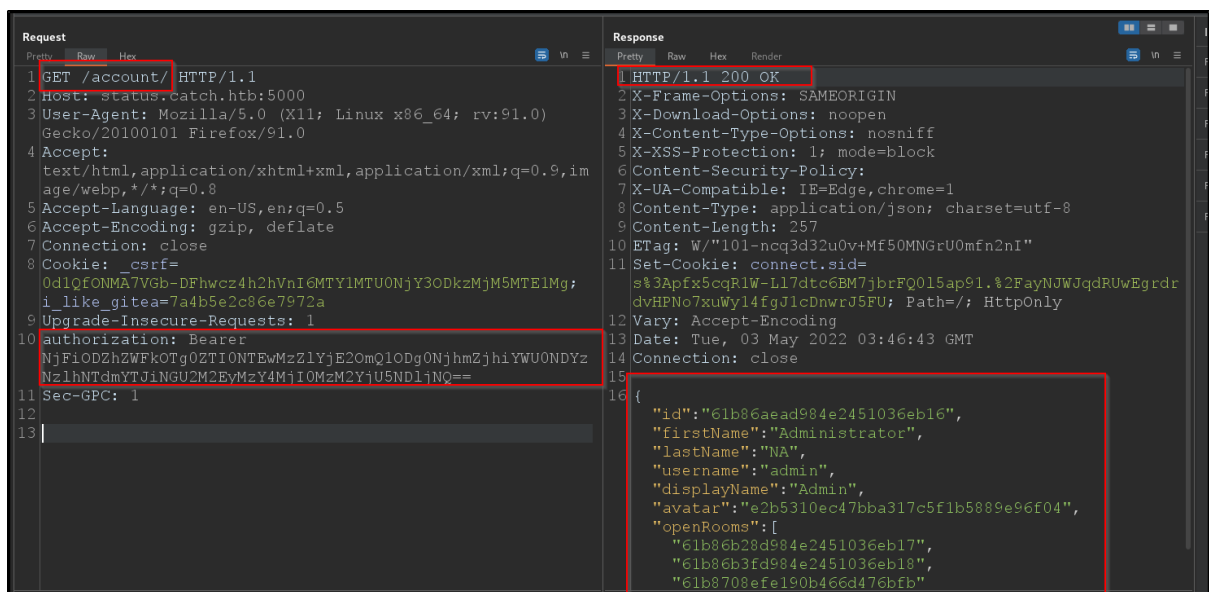 Request
Pretty Raw Hex
\n
1 GET /account/ HTTP/1.1
2 Host: status.catch.htb:5000
3 User-Agent: Mozilla/5.0 (X11; Linux x86_64; rv:91.0)
Gecko/20100101 Firefox/91.0
4 Accept:
text/html,application/xhtml+xml,application/xml;q=0.9,im
age/webp,*/*;q=0.8
5 Accept-Language: en-US,en;q=0.5
6 Accept-Encoding: gzip, deflate
7 Connection: close
8 Cookie: _csrf=
0d1QfONMA7VGb-DFhwcz4h2hVnI6MTY1MTU0NjY3ODkzMjM5MTE1Mg;
i_like_gitea=7a4b5e2c86e7972a
9 Upgrade-Insecure-Requests: 1
10 authorization: Bearer
NjFiODZhZWFkOTg0ZTI0NTEwMzZlYjE2OmQ1ODg0NjhmZjhiYWU0NDYz
NzlhNTdmYTJiNGU2M2EyMzY4MjI0MzM2YjU5NDljNQ==
11 Sec-GPC: 1
12
13
Response
Pretty Raw Hex Render
\n
1 HTTP/1.1 200 OK
2 X-Frame-Options: SAMEORIGIN
3 X-Download-Options: noopen
4 X-Content-Type-Options: nosniff
5 X-XSS-Protection: 1; mode=block
6 Content-Security-Policy:
7 X-UA-Compatible: IE=Edge,chrome=1
8 Content-Type: application/json; charset=utf-8
9 Content-Length: 257
10 ETag: W/"101-ncq3d32u0v+Mf50MNGrU0mfn2nI"
11 Set-Cookie: connect.sid=
s%3Apfx5cqR1W-Ll7dtc6BM7jbrFQ0l5ap91.%2FayNJWJqdRUwEgrdr
dvHPNo7xuWy14fgJ1cDnwrJ5FU; Path=/; HttpOnly
12 Vary: Accept-Encoding
13 Date: Tue, 03 May 2022 03:46:43 GMT
14 Connection: close
15
16 {
"id":"61b86aead984e2451036eb16",
"firstName":"Administrator",
"lastName":"NA",
"username":"admin",
"displayName":"Admin",
"avatar":"e2b5310ec47bba317c5f1b5889e96f04",
"openRooms":[
"61b86b28d984e2451036eb17",
"61b86b3fd984e2451036eb18",
"61b8708efe190b466d476bfb"